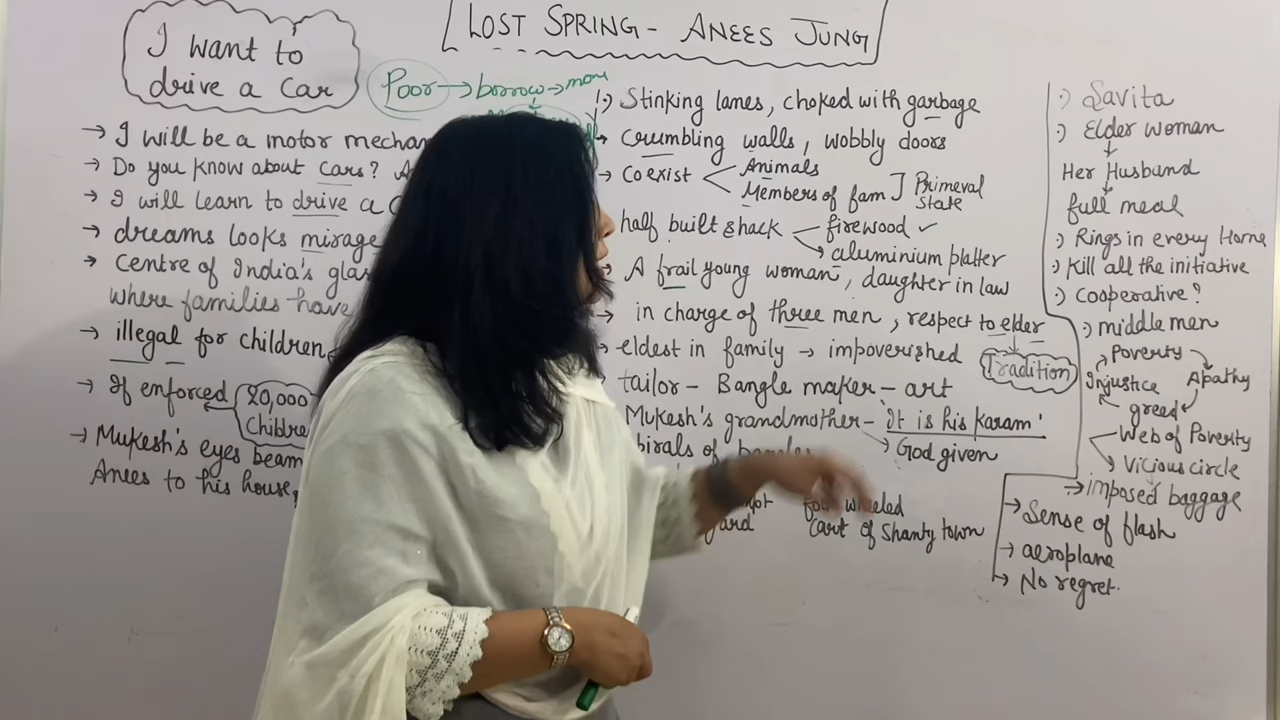 LOST SPRING - ANEES JUNG
I want to
drive a Car
Poor → borrow → more
→ I will be a motor mechan
→ Do you know about cars? A
→ I will learn to drive a C
→ dreams looks mirage
→ Centre of India's glas
where families have
→ illegal for children
→ If enforced
20,000
Childre
→ Mukesh's eyes beam
Anees to his house,
:) Stinking lanes, choked with garbage
crumbling walls, wobbly doors
→ Coexist
Animals
Members of fam ] Primeval
State
half built shack
firewood ✓
→ aluminium platter
A frail young woman, daughter in law
→ in charge of three men, respect to elder
Tradition
→ eldest in family → impoverished
→ tailor - Bangle maker - art
Mukesh's grandmother - 'It is his karam'
→ God given
pirals of bangles
wheeled
cart of Shanty town
:) Savita
:) Elder woman
↓
Her Husband
↓
full meal
:) Rings in every Home
:) Kill all the initiative
:) Cooperative?
:) middle men
Poverty
Injustice
Apathy
greed
Web of Poverty
Vicious circle
→ imposed baggage
→ Sense of flash
→ aeroplane
→ No regret.